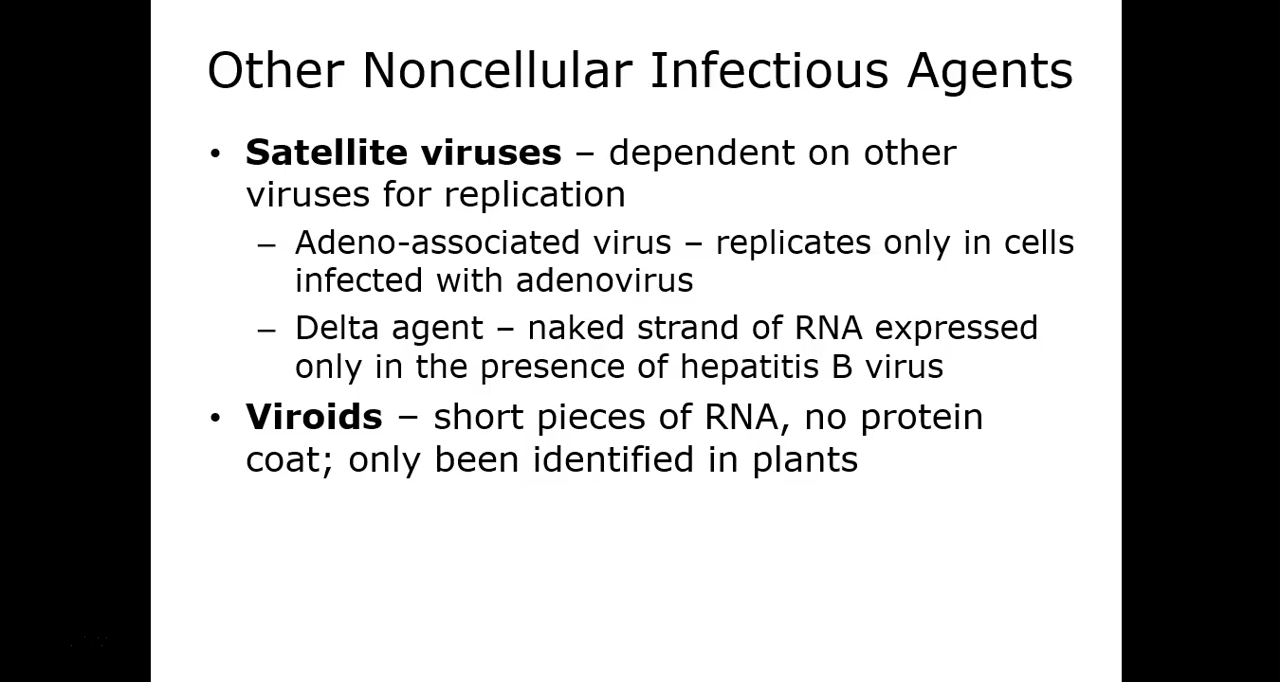 Other Noncellular Infectious Agents
• Satellite viruses – dependent on other
viruses for replication
– Adeno-associated virus – replicates only in cells
infected with adenovirus
– Delta agent – naked strand of RNA expressed
only in the presence of hepatitis B virus
• Viroids – short pieces of RNA, no protein
coat; only been identified in plants